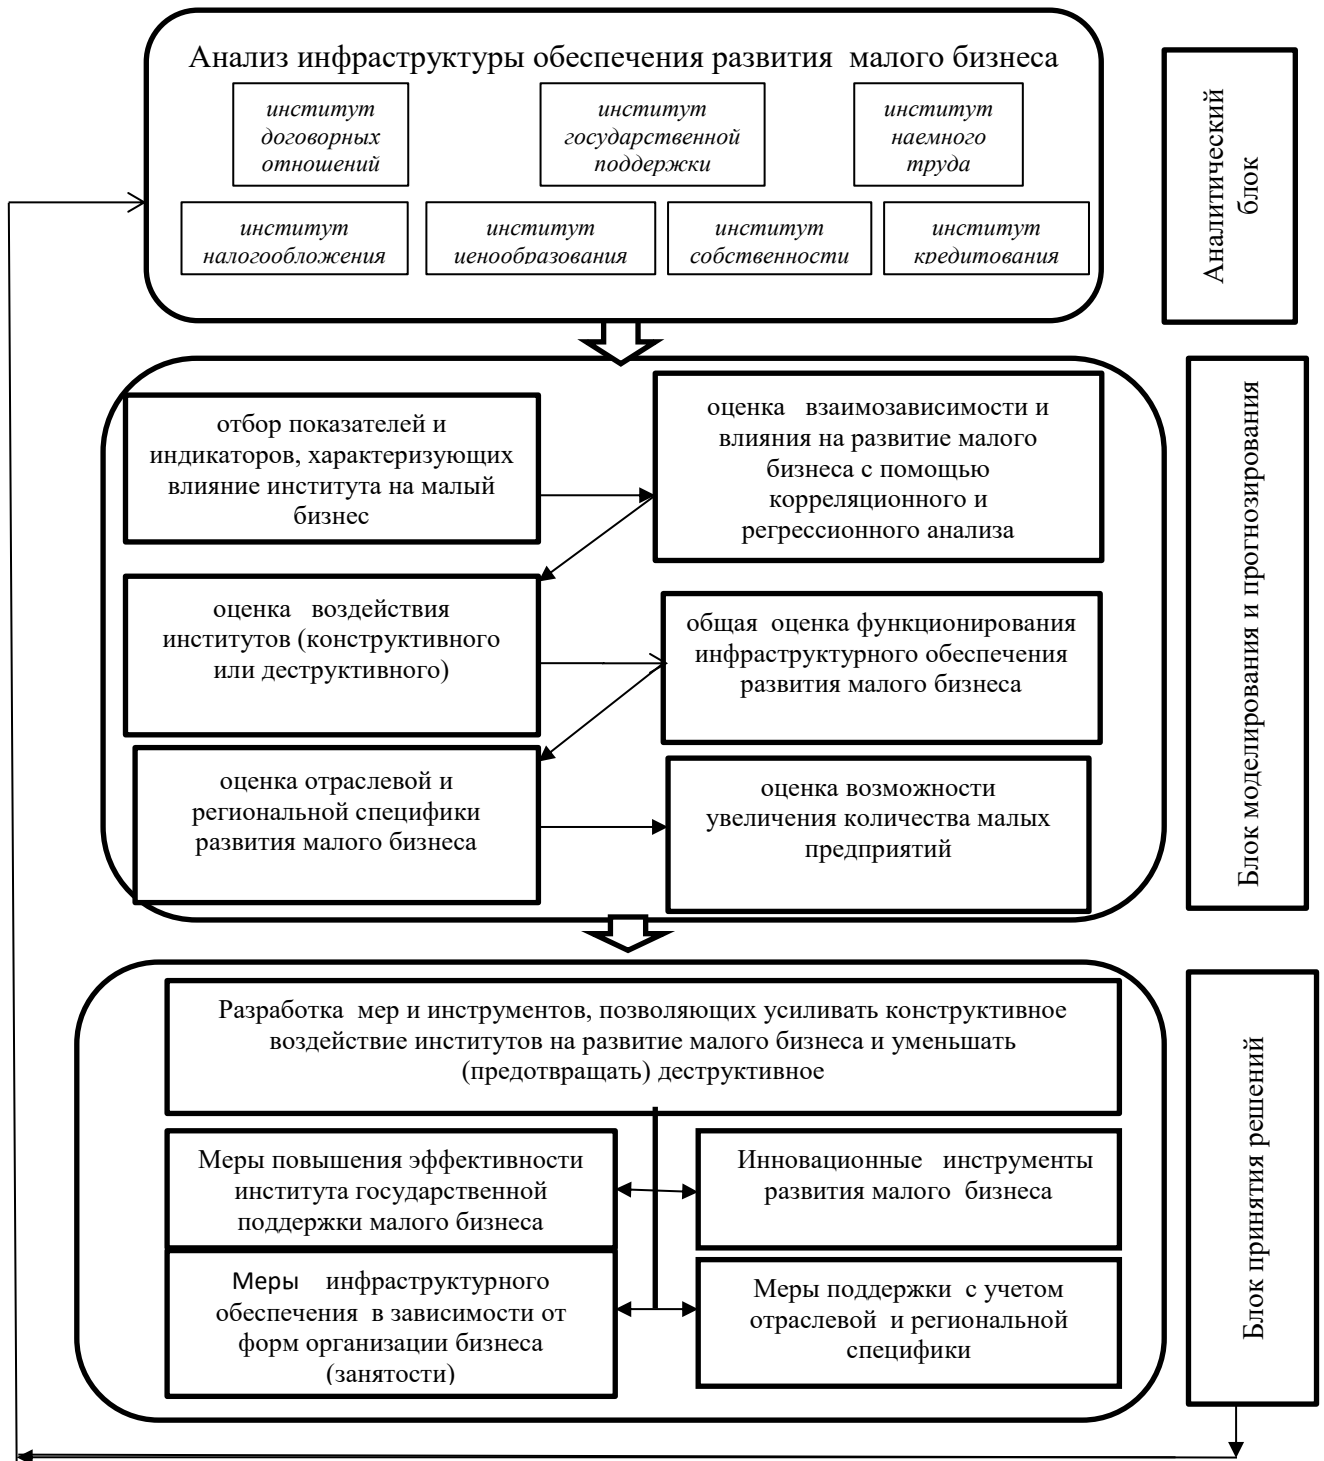 Анализ инфраструктуры обеспечения развития малого бизнеса
институт
договорных
отношений
институт
государственной
поддержки
институт
наемного
труда
институт
налогообложения
институт
ценообразования
институт
собственности
институт
кредитования
Аналитический
блок
отбор показателей и
индикаторов, характеризующих
влияние института на малый
бизнес
оценка взаимозависимости и
влияния на развитие малого
бизнеса с помощью
корреляционного и
регрессионного анализа
оценка воздействия
институтов (конструктивного
или деструктивного)
общая оценка функционирования
инфраструктурного обеспечения
развития малого бизнеса
оценка отраслевой и
региональной специфики
развития малого бизнеса
оценка возможности
увеличения количества малых
предприятий
Блок моделирования и прогнозирования
Разработка мер и инструментов, позволяющих усиливать конструктивное
воздействие институтов на развитие малого бизнеса и уменьшать
(предотвращать) деструктивное
Меры повышения эффективности
института государственной
поддержки малого бизнеса
Инновационные инструменты
развития малого бизнеса
Меры инфраструктурного
обеспечения в зависимости от
форм организации бизнеса
(занятости)
Меры поддержки с учетом
отраслевой и региональной
специфики
Блок принятия решений